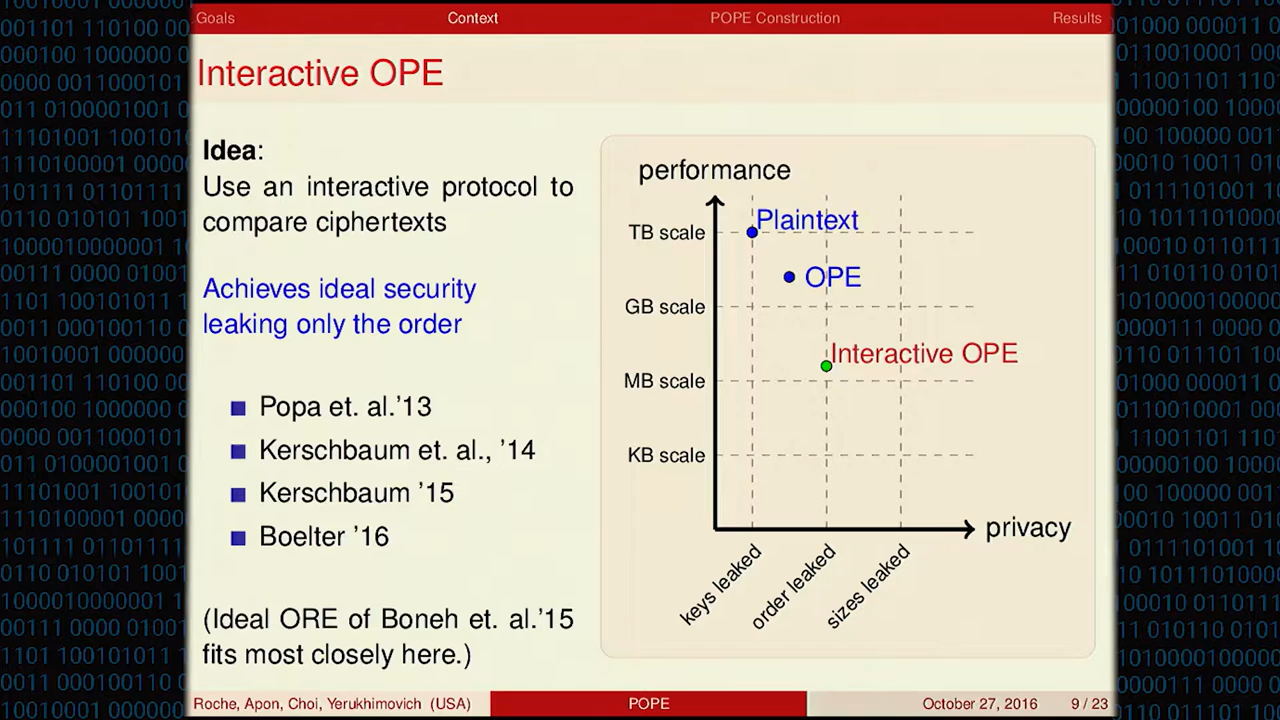 Goals Context POPE Construction Results
Interactive OPE
Idea:
Use an interactive protocol to
compare ciphertexts
Achieves ideal security
leaking only the order
Popa et. al.'13
Kerschbaum et. al., '14
Kerschbaum '15
Boelter '16
(Ideal ORE of Boneh et. al.'15
fits most closely here.)
performance
TB scale
GB scale
MB scale
KB scale
Plaintext
OPE
Interactive OPE
privacy
keys leaked
order leaked
sizes leaked
Roche, Apon, Choi, Yerukhimovich (USA) POPE October 27, 2016 9 / 23